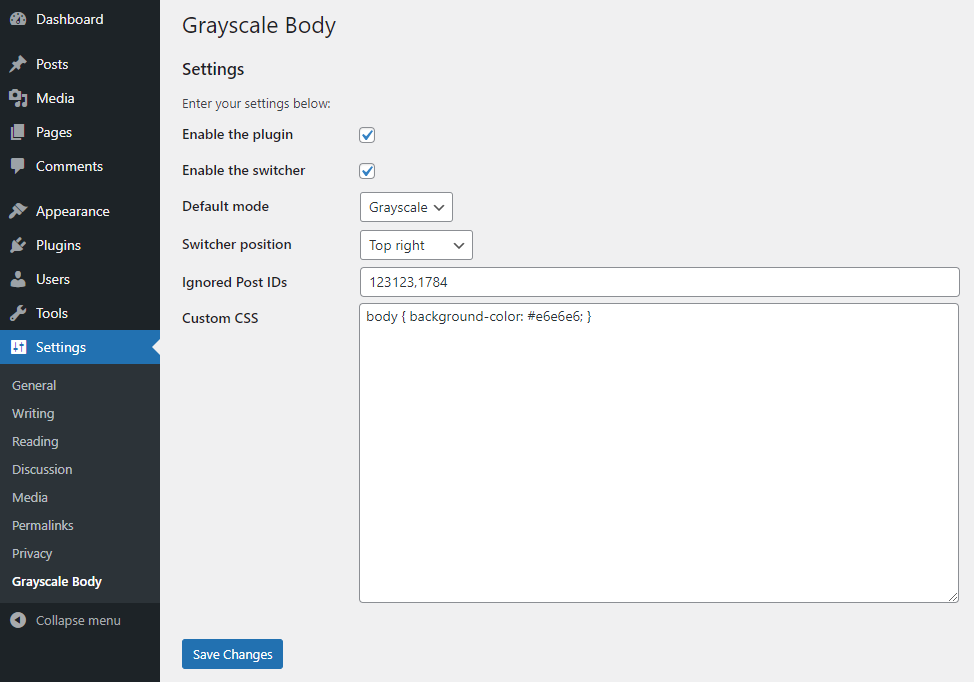 Dashboard
Posts
Media
Pages
Comments
Appearance
Plugins
Users
Tools
Settings
General
Writing
Reading
Discussion
Media
Permalinks
Privacy
Grayscale Body
Collapse menu
Grayscale Body
Settings
Enter your settings below:
Enable the plugin
Enable the switcher
Default mode Grayscale
Switcher position Top right
Ignored Post IDs 123123,1784
Custom CSS body { background-color: #e6e6e6; }
Save Changes